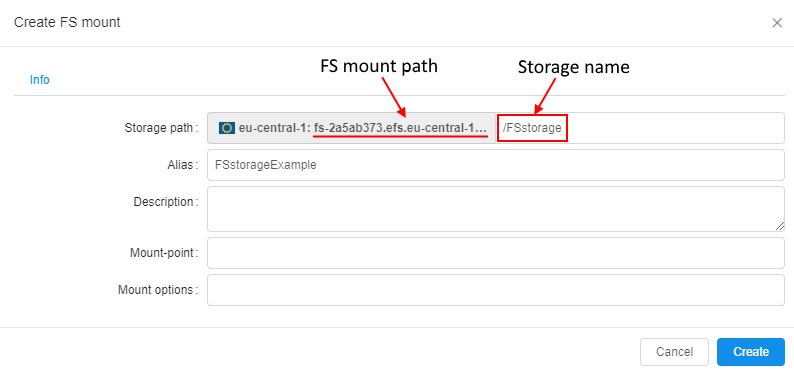 Create FS mount
FS mount path
Storage name
Info
Storage path: eu-central-1: fs-2a5ab373.efs.eu-central-1... /FSstorage
Alias: FSstorageExample
Description:
Mount-point:
Mount options:
Cancel Create